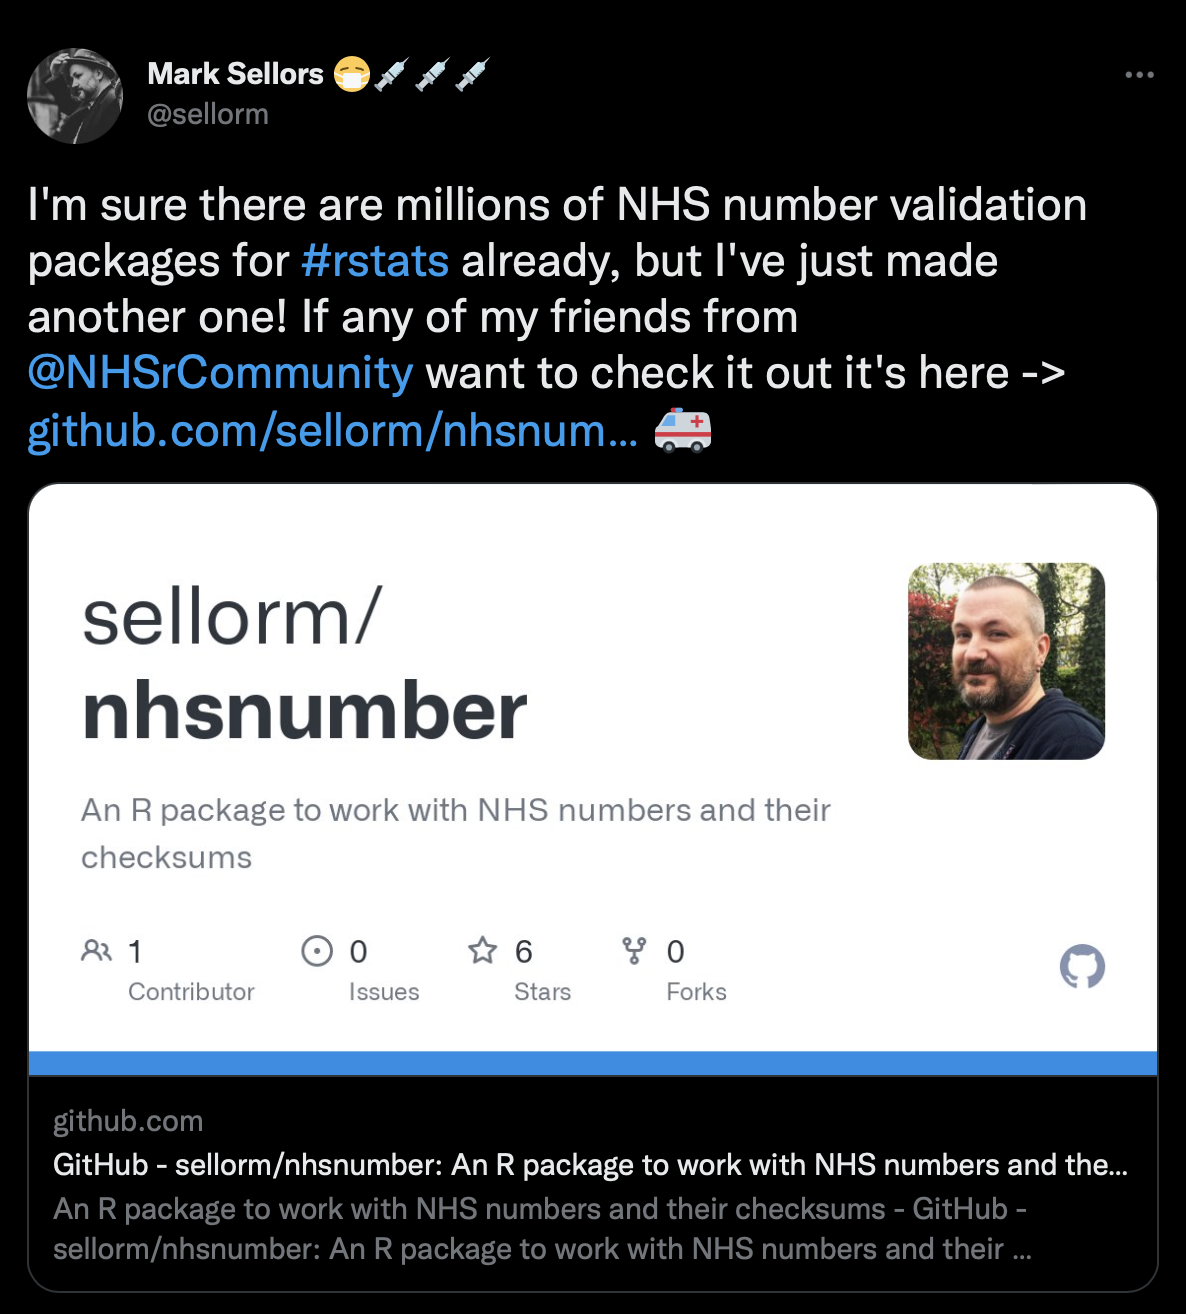 Mark Sellors 😷💉💉💉
@sellorm
I'm sure there are millions of NHS number validation
packages for #rstats already, but I've just made
another one! If any of my friends from
@NHSrCommunity want to check it out it's here ->
github.com/sellorm/nhsnum... 🚑
sellorm/
nhsnumber
An R package to work with NHS numbers and their
checksums
1 0 6 0
Contributor Issues Stars Forks
github.com
GitHub - sellorm/nhsnumber: An R package to work with NHS numbers and the...
An R package to work with NHS numbers and their checksums - GitHub -
sellorm/nhsnumber: An R package to work with NHS numbers and their ...